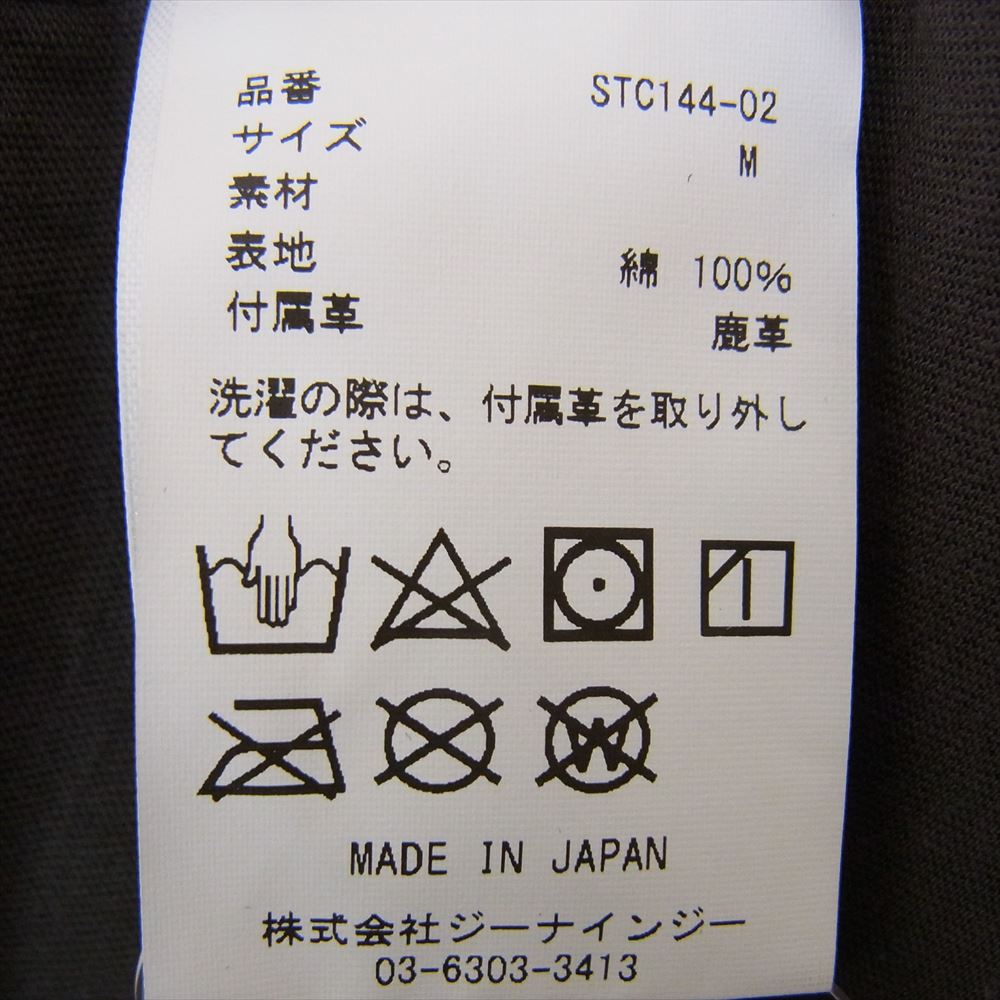 品番 STC144-02
サイズ M
素材
表地 綿 100%
付属革 鹿革
洗濯の際は、付属革を取り外し
てください。
W
MADE IN JAPAN
株式会社ジーナインジー
03-6303-3413